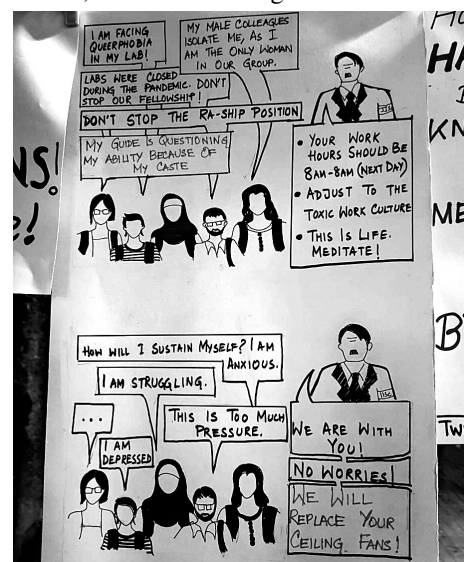 I AM FACING
QUEERPHOBIA
IN MY LAB!
MY MALE COLLEAGUES
ISOLATE ME, AS I
AM THE ONLY WOMAN
IN OUR GROUP.
LABS WERE CLOSED
DURING THE PANDEMIC. DON'T
STOP OUR FELLOWSHIP!
DON'T STOP THE RA-SHIP POSITION
MY GUIDE IS QUESTIONING
MY ABILITY BECAUSE OF
MY CASTE
• YOUR WORK
HOURS SHOULD BE
8AM-8AM (NEXT DAY)
• ADJUST TO THE
TOXIC WORK CULTURE
• THIS IS LIFE.
MEDITATE!
HOW WILL I SUSTAIN MYSELF? I AM
ANXIOUS.
I AM STRUGGLING.
...
THIS IS TOO MUCH
PRESSURE.
I AM
DEPRESSED
WE ARE WITH
YOU!
NO WORRIES!
WE WILL
REPLACE YOUR
CEILING FANS!